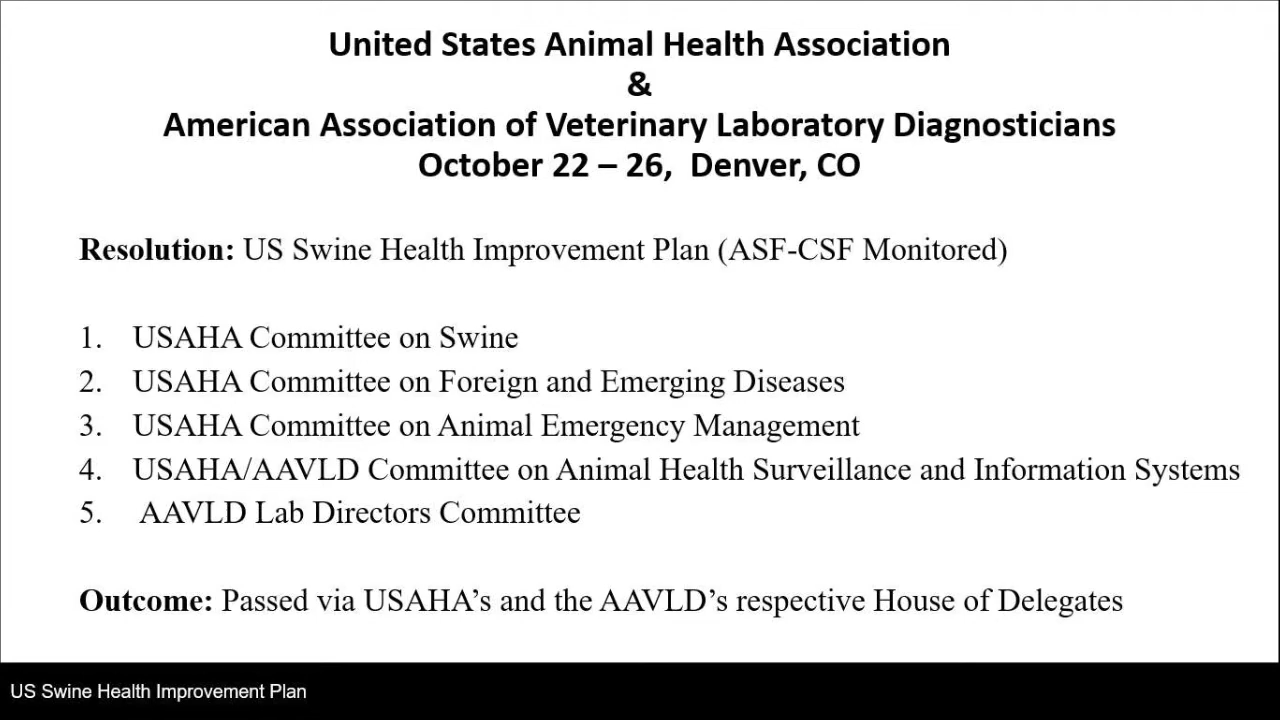 United States Animal Health Association
&
American Association of Veterinary Laboratory Diagnosticians
October 22 – 26,  Denver, CO
Resolution: US Swine Health Improvement Plan (ASF-CSF Monitored)
1. USAHA Committee on Swine
2. USAHA Committee on Foreign and Emerging Diseases
3. USAHA Committee on Animal Emergency Management
4. USAHA/AAVLD Committee on Animal Health Surveillance and Information Systems
5. AAVLD Lab Directors Committee
Outcome: Passed via USAHA’s and the AAVLD’s respective House of Delegates
US Swine Health Improvement Plan